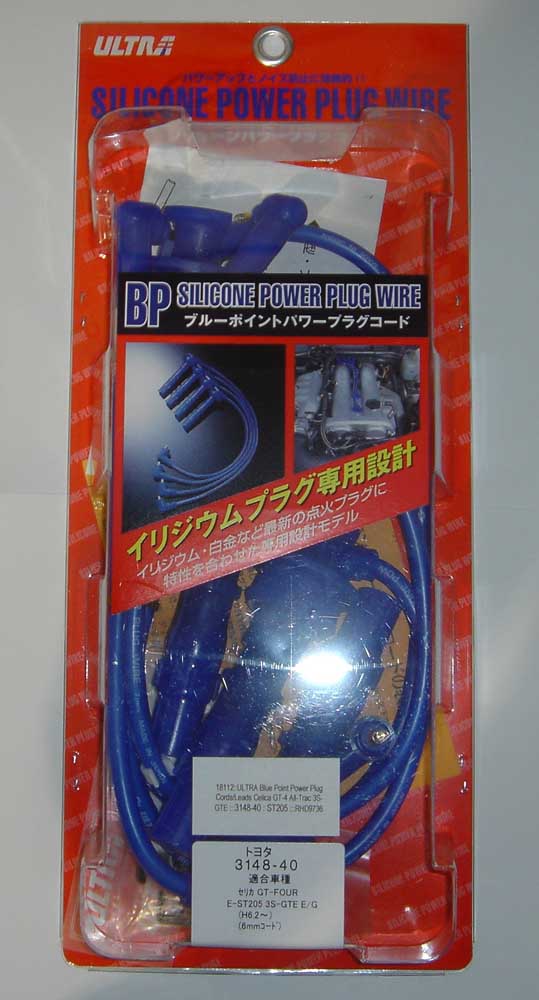 ULTRA
パワーアップとノイズ防止に効果的!!
SILICONE POWER PLUG WIRE
BP SILICONE POWER PLUG WIRE
ブルーポイントパワープラグコード
イリジウムプラグ専用設計
イリジウム・白金など最新の点火プラグに
特性を合わせた専用設計モデル
18112::ULTRA Blue Point Power Plug
Cords/Leads Celica GT-4 All-Trac 3S-
GTE :::3148-40 : ST205 :::RHD9736
トヨタ
3148-40
適合車種
セリカ GT-FOUR
E-ST205 3S-GTE E/G
(H6.2～)
(6mmコード)
ULTRA